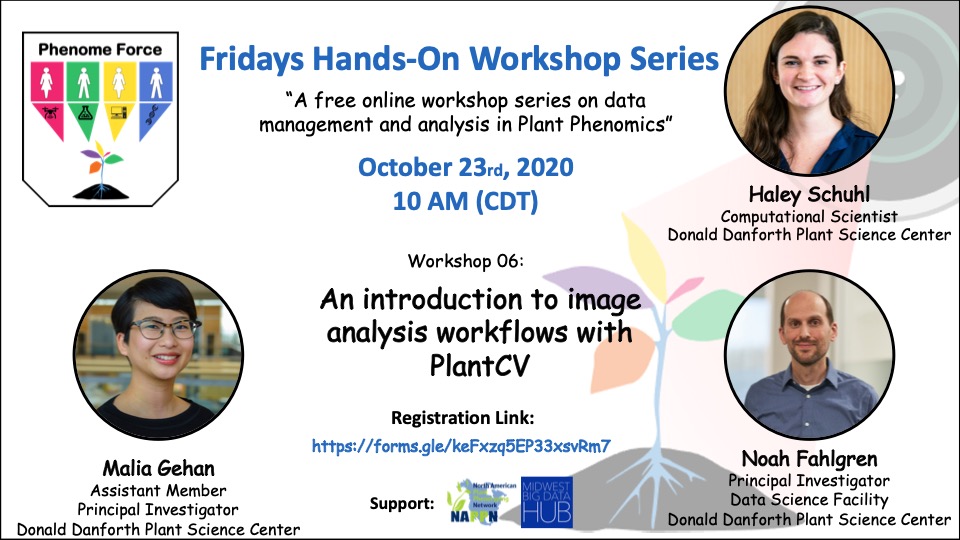 Phenome Force
Fridays Hands-On Workshop Series
“A free online workshop series on data
management and analysis in Plant Phenomics”
October 23rd, 2020
10 AM (CDT)
Haley Schuhl
Computational Scientist
Donald Danforth Plant Science Center
Workshop 06:
An introduction to image
analysis workflows with
PlantCV
Registration Link:
https://forms.gle/keFxzq5EP33xsvRm7
Malia Gehan
Assistant Member
Principal Investigator
Donald Danforth Plant Science Center
Noah Fahlgren
Principal Investigator
Data Science Facility
Donald Danforth Plant Science Center
Support:
North American
Network
NAPPN
MIDWEST
BIG DATA
HUB